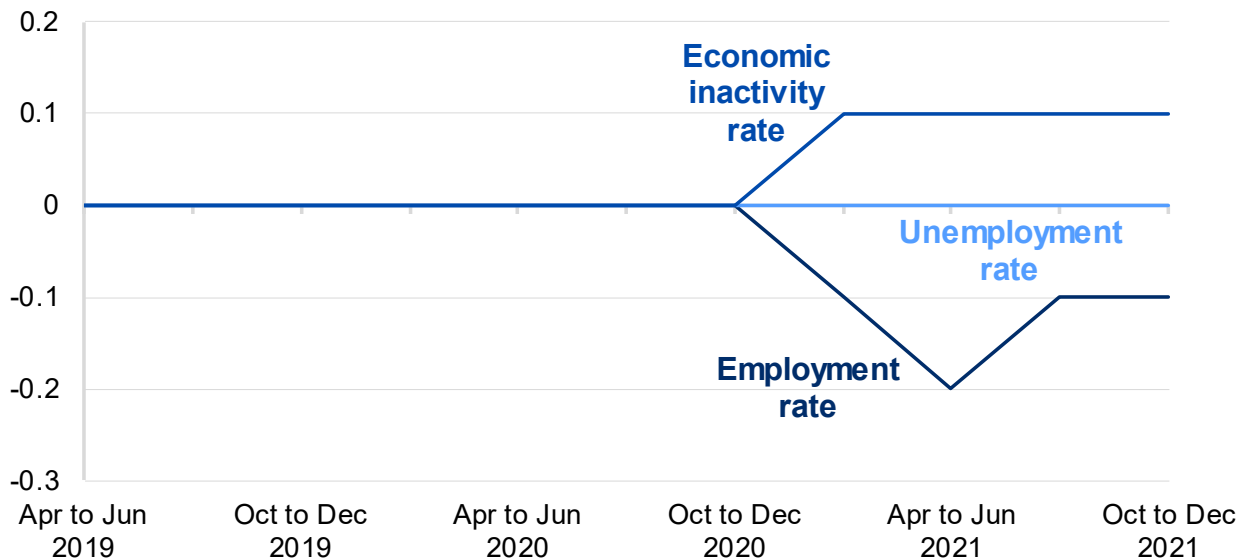 0.2
Economic
inactivity
rate
0.1
0
Unemployment
rate
-0.1
Employment
rate
-0.2
-0.3
Apr to Jun
2019
Oct to Dec
2019
Apr to Jun
2020
Oct to Dec
2020
Apr to Jun
2021
Oct to Dec
2021